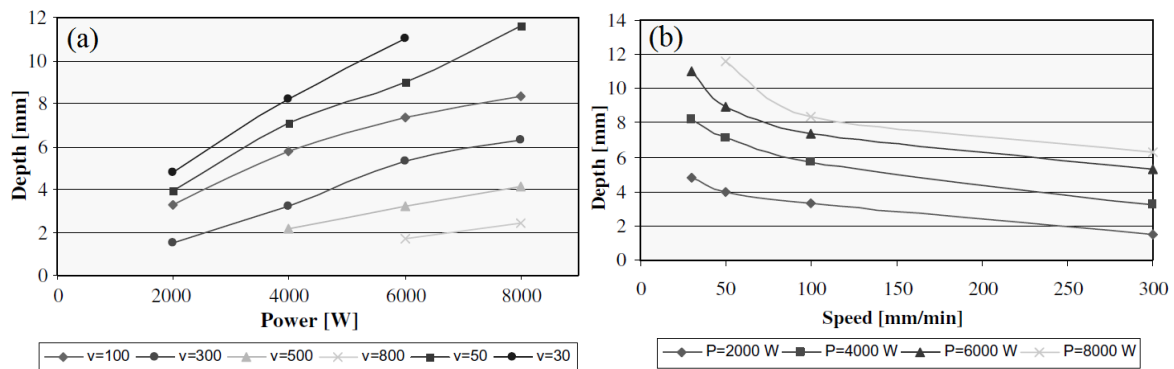 (a)
Depth [mm]
12
10
8
6
4
2
0
0 2000 4000 6000 8000
Power [W]
v=100 v=300 v=500 v=800 v=50 v=30
(b)
Depth [mm]
14
12
10
8
6
4
2
0
0 50 100 150 200 250 300
Speed [mm/min]
P=2000 W P=4000 W P=6000 W P=8000 W